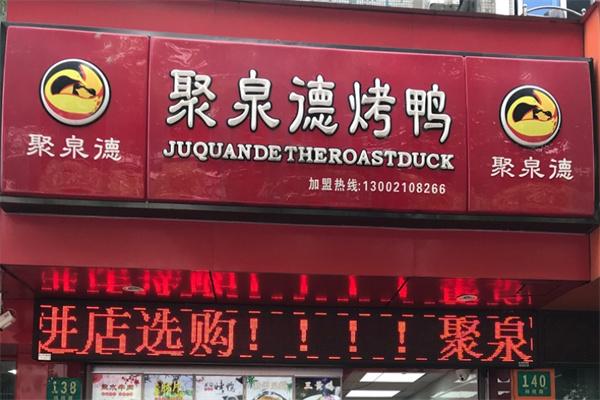 聚泉德
聚泉德烤鸭
JUQUANDETHEROASTDUCK
加盟热线:13002108266
聚泉德
进店选购!!!!聚泉
138
140